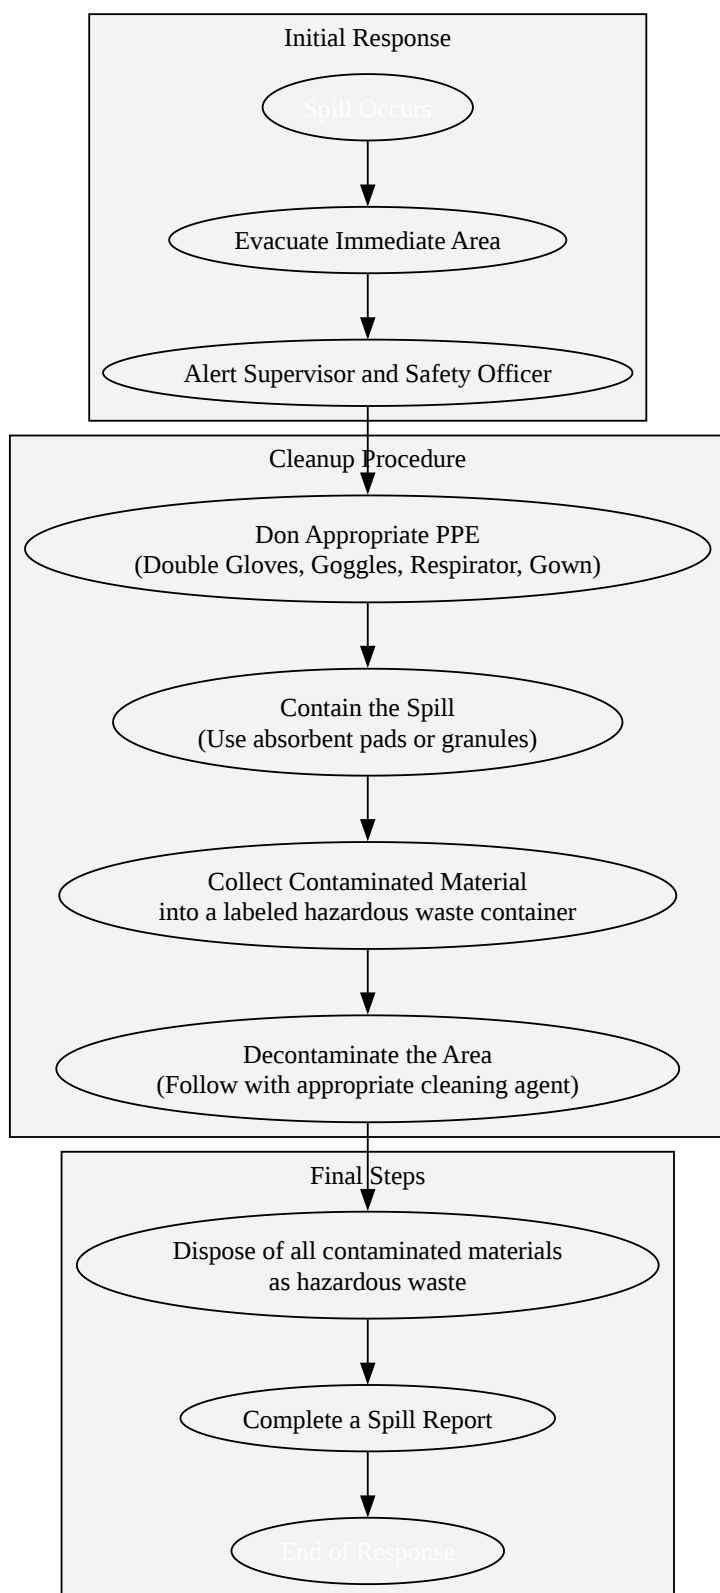 Initial Response
Spill Occurs
Evacuate Immediate Area
Alert Supervisor and Safety Officer
Cleanup Procedure
Don Appropriate PPE
(Double Gloves, Goggles, Respirator, Gown)
Contain the Spill
(Use absorbent pads or granules)
Collect Contaminated Material
into a labeled hazardous waste container
Decontaminate the Area
(Follow with appropriate cleaning agent)
Final Steps
Dispose of all contaminated materials
as hazardous waste
Complete a Spill Report
End of Response